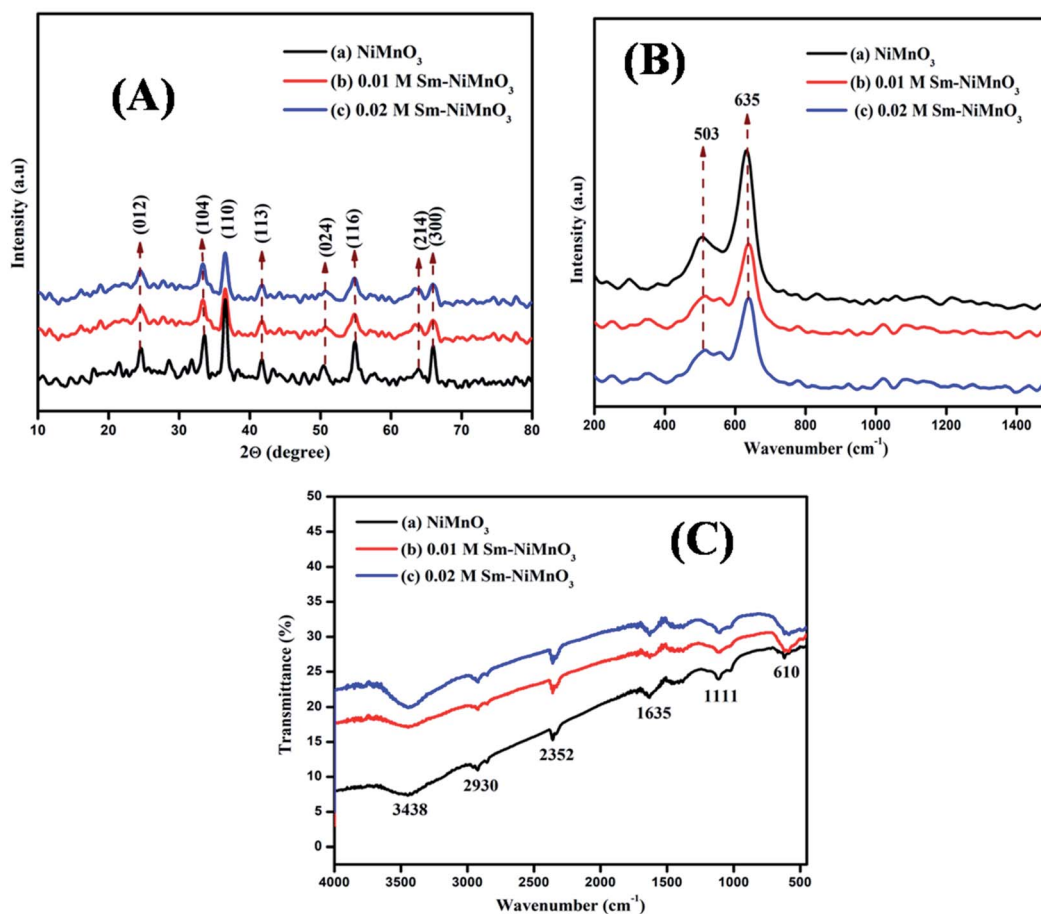 (A)
(a) NiMnO₃
(b) 0.01 M Sm-NiMnO₃
(c) 0.02 M Sm-NiMnO₃
(012)
(104)
(110)
(113)
(024)
(116)
(214)
(300)
Intensity (a.u)
10 20 30 40 50 60 70 80
2Θ (degree)
(B)
(a) NiMnO₃
(b) 0.01 M Sm-NiMnO₃
(c) 0.02 M Sm-NiMnO₃
503
635
Intensity (a.u)
200 400 600 800 1000 1200 1400
Wavenumber (cm⁻¹)
(C)
(a) NiMnO₃
(b) 0.01 M Sm-NiMnO₃
(c) 0.02 M Sm-NiMnO₃
50
45
40
35
30
25
20
15
10
5
0
Transmittance (%)
3438
2930
2352
1635
1111
610
4000 3500 3000 2500 2000 1500 1000 500
Wavenumber (cm⁻¹)